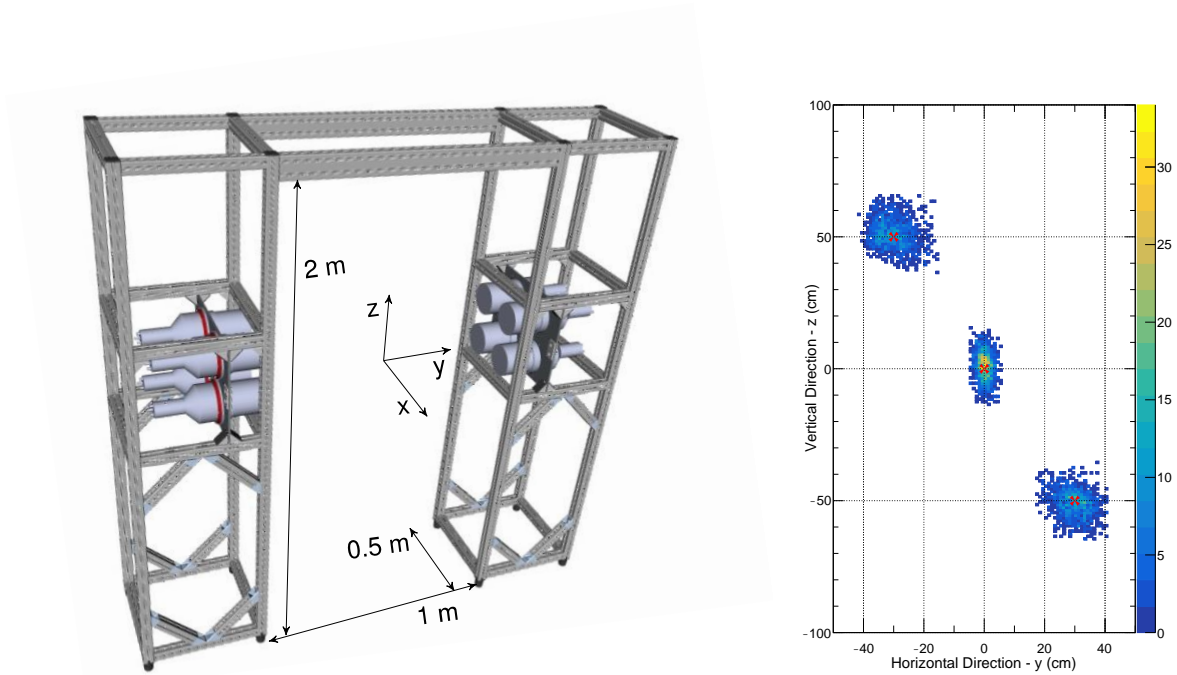 2 m
z
y
x
0.5 m
1 m
100
50
0
-50
-100
Vertical Direction - z (cm)
-40 -20 0 20 40
Horizontal Direction - y (cm)
30
25
20
15
10
5
0